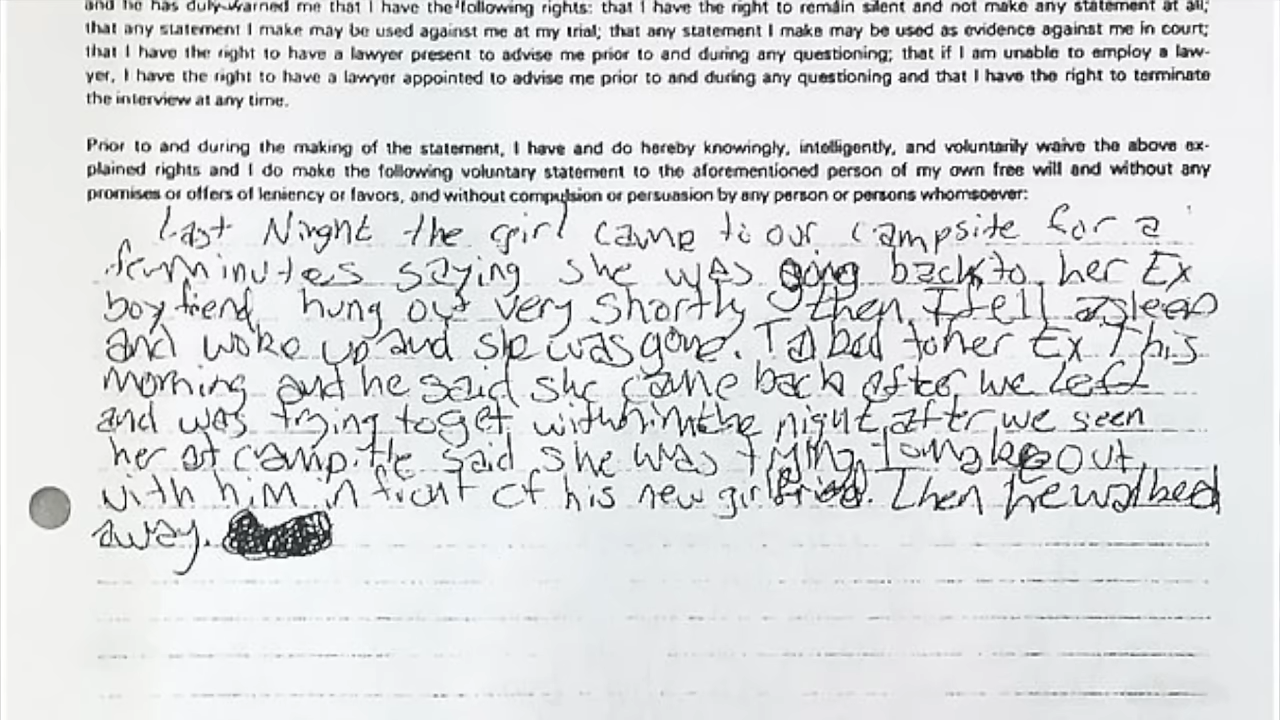 and he has duly warned me that I have the following rights: that I have the right to remain silent and not make any statement at all;
that any statement I make may be used against me at my trial; that any statement I make may be used as evidence against me in court;
that I have the right to have a lawyer present to advise me prior to and during any questioning; that if I am unable to employ a law-
yer, I have the right to have a lawyer appointed to advise me prior to and during any questioning and that I have the right to terminate
the interview at any time.
Prior to and during the making of the statement, I have and do hereby knowingly, intelligently, and voluntarily waive the above ex-
plained rights and I do make the following voluntary statement to the aforementioned person of my own free will and without any
promises or offers of leniency or favors, and without compulsion or persuasion by any person or persons whomsoever:
Last Nnght the girl came to our campsite for a
fewminutes saying she was going back to her Ex
boyfriend hung out very shortly then I fell asleep
and woke up and she was gone. Talked to her Ex This
morning and he said she came back after we left
and was trying to get with him in the night after we seen
her at camp. He said she was trying to make out
with him in front of his new girlfriend. Then he walked
away.